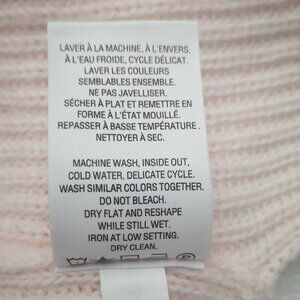 LAVER À LA MACHINE, À L'ENVERS,
À L'EAU FROIDE, CYCLE DÉLICAT.
LAVER LES COULEURS
SEMBLABLES ENSEMBLE.
NE PAS JAVELLISER.
SÉCHER À PLAT ET REMETTRE EN
FORME À L'ÉTAT MOUILLÉ.
REPASSER À BASSE TEMPÉRATURE.
NETTOYER À SEC.
MACHINE WASH, INSIDE OUT,
COLD WATER, DELICATE CYCLE.
WASH SIMILAR COLORS TOGETHER.
DO NOT BLEACH.
DRY FLAT AND RESHAPE
WHILE STILL WET.
IRON AT LOW SETTING.
DRY CLEAN.